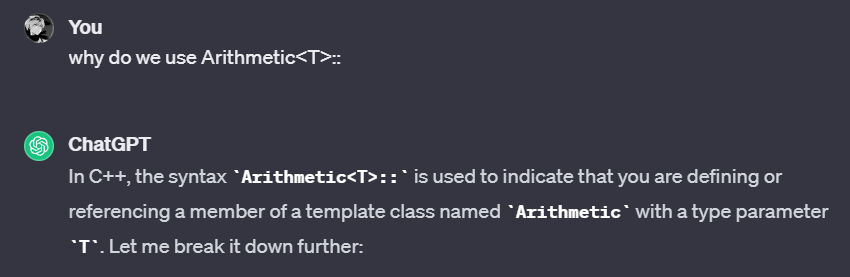 You
why do we use Arithmetic<T>::
ChatGPT
In C++, the syntax `Arithmetic<T>::` is used to indicate that you are defining or
referencing a member of a template class named `Arithmetic` with a type parameter
`T`. Let me break it down further: